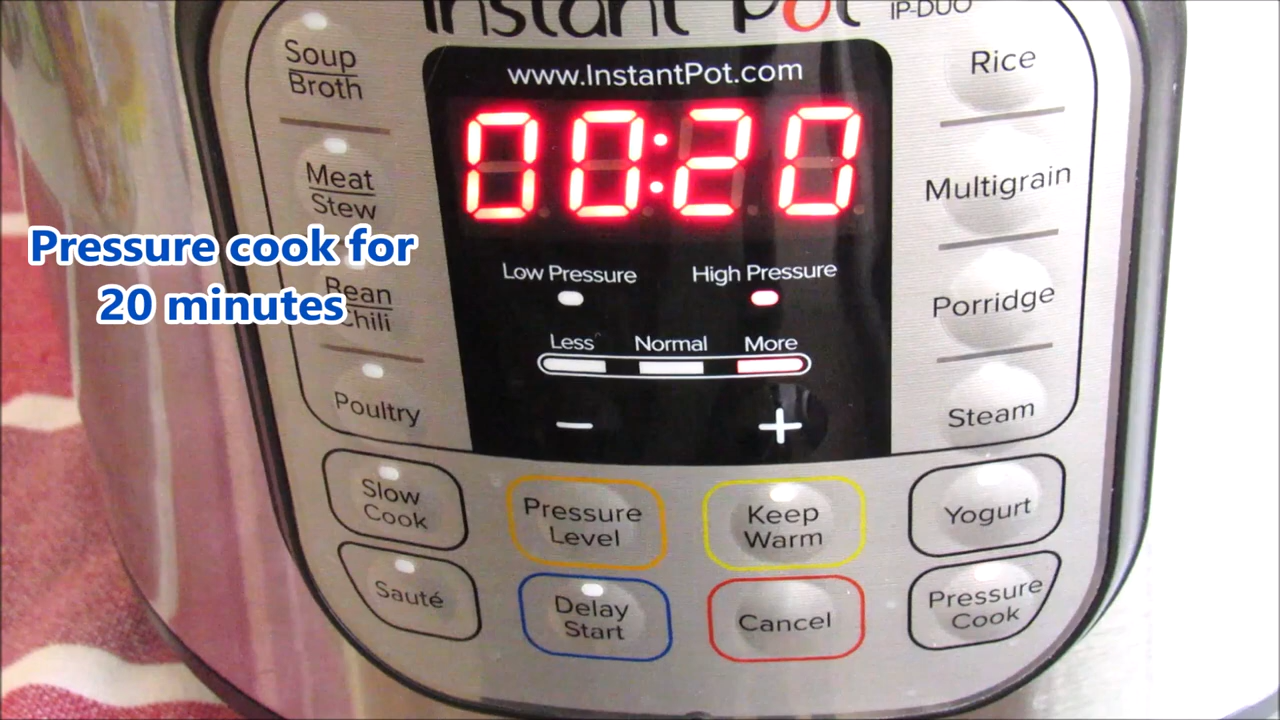 Instant Pot IP-DUO
www.InstantPot.com
00:20
Low Pressure High Pressure
Less Normal More
− +
Soup
Broth
Meat
Stew
Pressure cook for
20 minutes
Bean
Chili
Poultry
Rice
Multigrain
Porridge
Steam
Slow
Cook
Sauté
Pressure
Level
Keep
Warm
Delay
Start
Cancel
Yogurt
Pressure
Cook